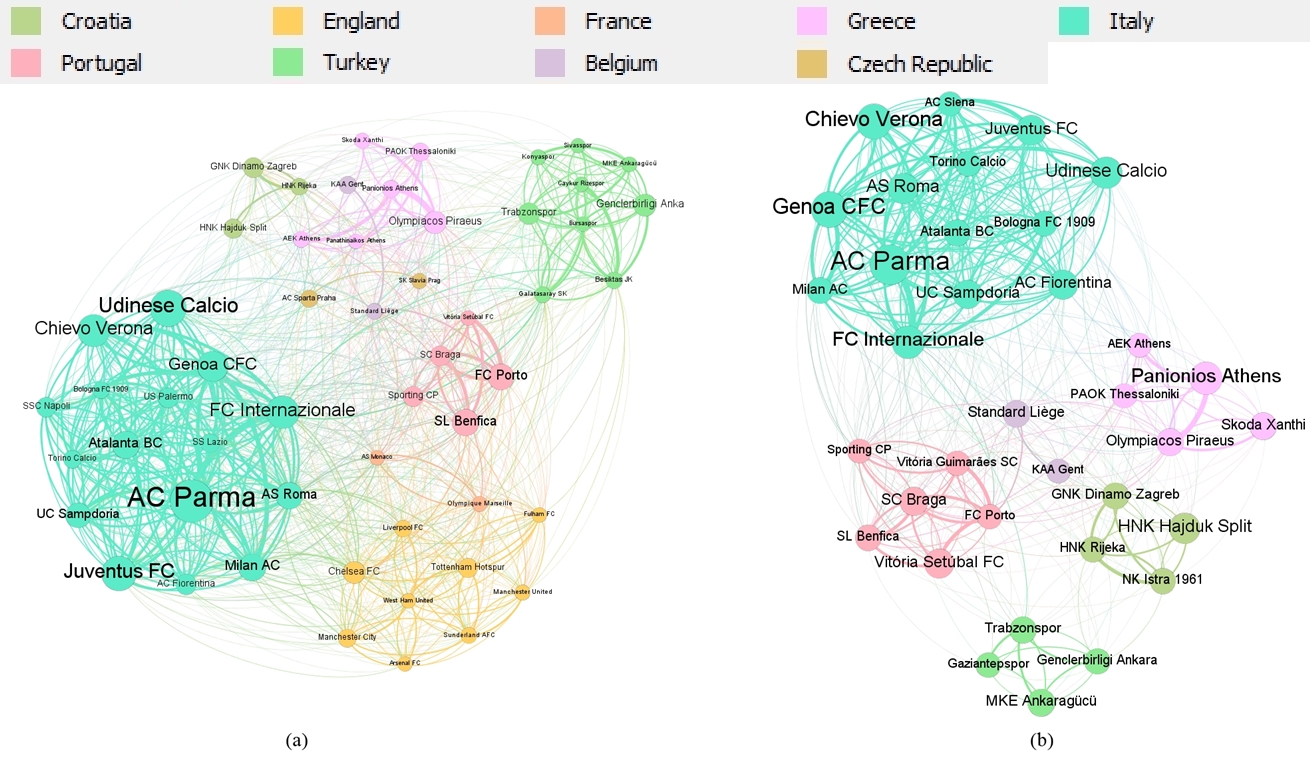 Croatia
England
France
Greece
Italy
Portugal
Turkey
Belgium
Czech Republic
Skoda Xanthi
PAOK Thessaloniki
GNK Dinamo Zagreb
HNK Rijeka
KAA Gent
Panionios Athens
HNK Hajduk Split
Olympiacos Piraeus
AEK Athens
Panathinaikos Athens
Sivasspor
Konyaspor
MKE Ankaragücü
Caykur Rizespor
Genclerbirligi Anka
Trabzonspor
Bursaspor
Besiktas JK
Galatasaray SK
SK Slavia Prag
AC Sparta Praha
Standard Liège
Vitória Setúbal FC
SC Braga
FC Porto
Sporting CP
SL Benfica
Udinese Calcio
Chievo Verona
Genoa CFC
Bologna FC 1909
US Palermo
SSC Napoli
FC Internazionale
Atalanta BC
SS Lazio
Torino Calcio
AC Parma
AS Roma
UC Sampdoria
Juventus FC
AC Fiorentina
Milan AC
AS Monaco
Olympique Marseille
Liverpool FC
Fulham FC
Chelsea FC
Tottenham Hotspur
West Ham United
Manchester United
Manchester City
Sunderland AFC
Arsenal FC
(a)
AC Siena
Chievo Verona
Juventus FC
Torino Calcio
Udinese Calcio
AS Roma
Genoa CFC
Bologna FC 1909
Atalanta BC
AC Parma
Milan AC
UC Sampdoria
AC Fiorentina
FC Internazionale
AEK Athens
Panionios Athens
PAOK Thessaloniki
Standard Liège
Skoda Xanthi
Olympiacos Piraeus
Sporting CP
Vitória Guimarães SC
KAA Gent
SC Braga
FC Porto
GNK Dinamo Zagreb
HNK Hajduk Split
SL Benfica
HNK Rijeka
Vitória Setúbal FC
NK Istra 1961
Trabzonspor
Gaziantepspor
Genclerbirligi Ankara
MKE Ankaragücü
(b)